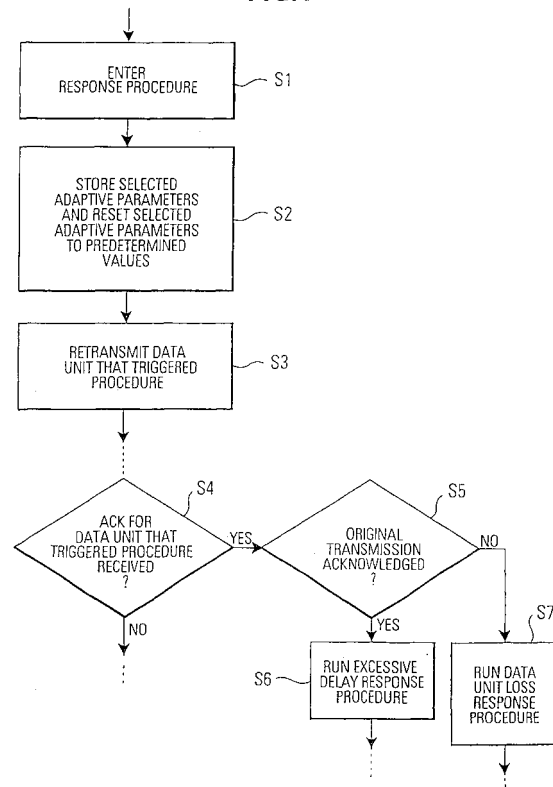 ENTER
RESPONSE PROCEDURE
S1
STORE SELECTED
ADAPTIVE PARAMETERS
AND RESET SELECTED
ADAPTIVE PARAMETERS
TO PREDETERMINED
VALUES
S2
RETRANSMIT DATA
UNIT THAT TRIGGERED
PROCEDURE
S3
S4
ACK FOR
DATA UNIT THAT
TRIGGERED PROCEDURE
RECEIVED
?
YES
NO
S5
ORIGINAL
TRANSMISSION
ACKNOWLEDGED
?
NO
YES
S6
RUN EXCESSIVE
DELAY RESPONSE
PROCEDURE
S7
RUN DATA
UNIT LOSS
RESPONSE
PROCEDURE